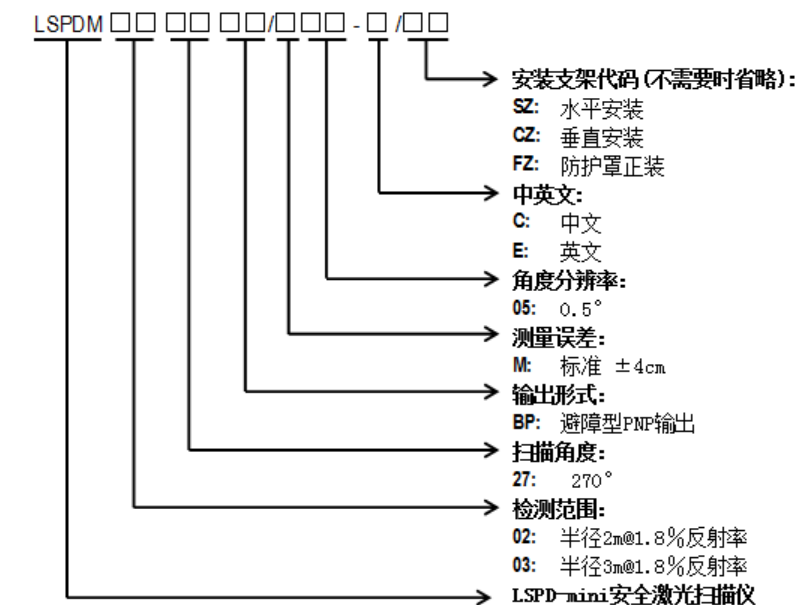 LSPDM □□ □□ □□/□□□ - □ /□□
安装支架代码(不需要时省略):
SZ: 水平安装
CZ: 垂直安装
FZ: 防护罩正装
中英文:
C: 中文
E: 英文
角度分辨率:
05: 0.5°
测量误差:
M: 标准 ±4cm
输出形式:
BP: 避障型PNP输出
扫描角度:
27: 270°
检测范围:
02: 半径2m@1.8%反射率
03: 半径3m@1.8%反射率
LSPD-mini安全激光扫描仪